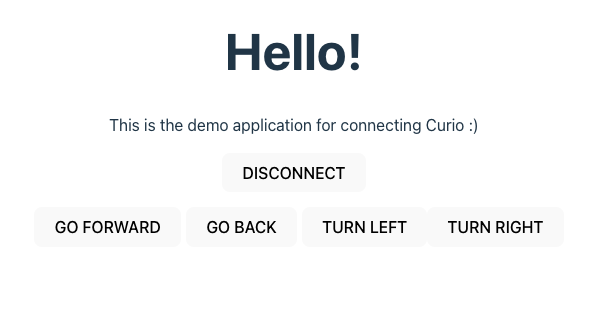 Hello!
This is the demo application for connecting Curio :)
DISCONNECT
GO FORWARD GO BACK TURN LEFT TURN RIGHT